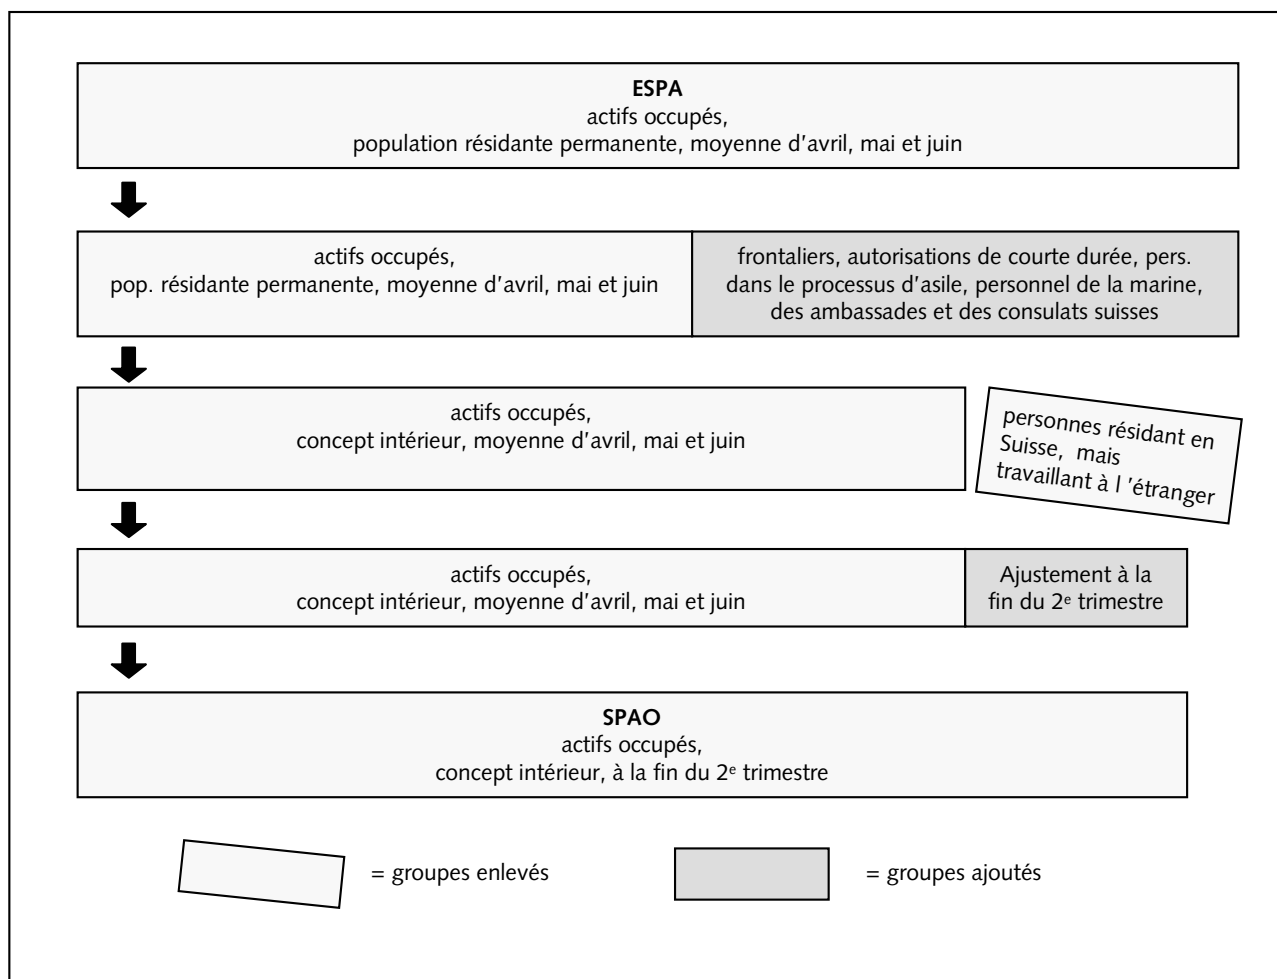 ESPA
actifs occupés,
population résidante permanente, moyenne d'avril, mai et juin
actifs occupés,
pop. résidante permanente, moyenne d'avril, mai et juin
frontaliers, autorisations de courte durée, pers.
dans le processus d'asile, personnel de la marine,
des ambassades et des consulats suisses
actifs occupés,
concept intérieur, moyenne d'avril, mai et juin
personnes résidant en
Suisse, mais
travaillant à l 'étranger
actifs occupés,
concept intérieur, moyenne d'avril, mai et juin
Ajustement à la
fin du 2e trimestre
SPAO
actifs occupés,
concept intérieur, à la fin du 2e trimestre
= groupes enlevés
= groupes ajoutés